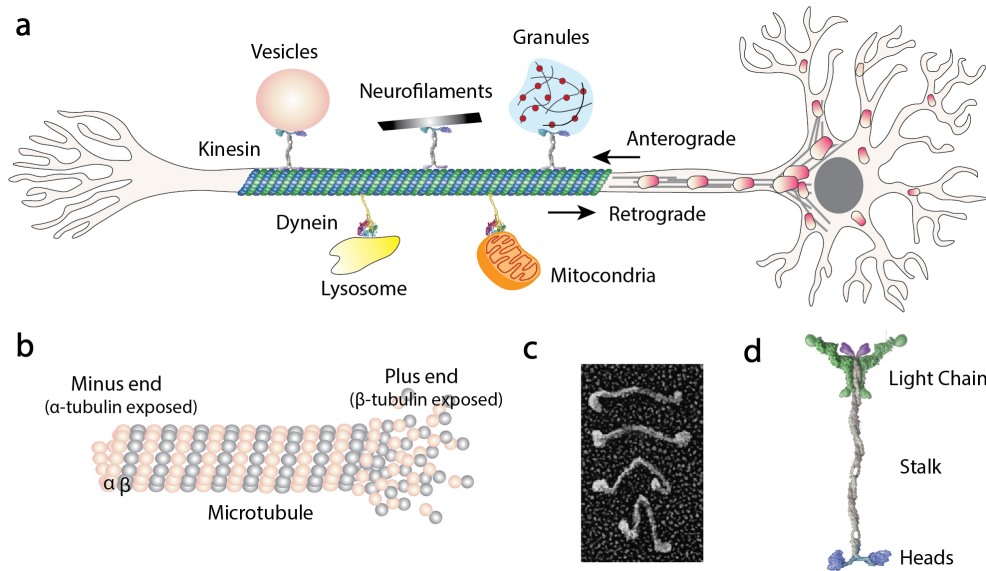 a
Vesicles
Neurofilaments
Granules
Kinesin
Anterograde
Dynein
Retrograde
Lysosome
Mitocondria
b
Minus end
(α-tubulin exposed)
Plus end
(β-tubulin exposed)
αβ
Microtubule
c
d
Light Chain
Stalk
Heads